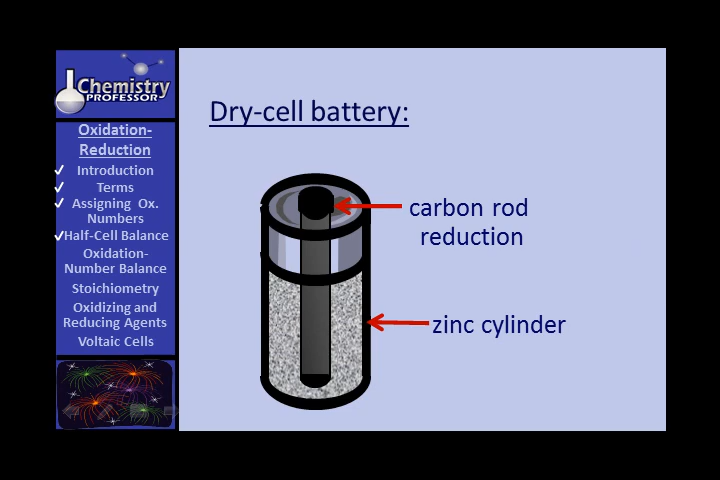 Chemistry
PROFESSOR
Oxidation-
Reduction
✓ Introduction
✓ Terms
✓ Assigning Ox.
Numbers
✓Half-Cell Balance
Oxidation-
Number Balance
Stoichiometry
Oxidizing and
Reducing Agents
Voltaic Cells
Dry-cell battery:
carbon rod
reduction
zinc cylinder